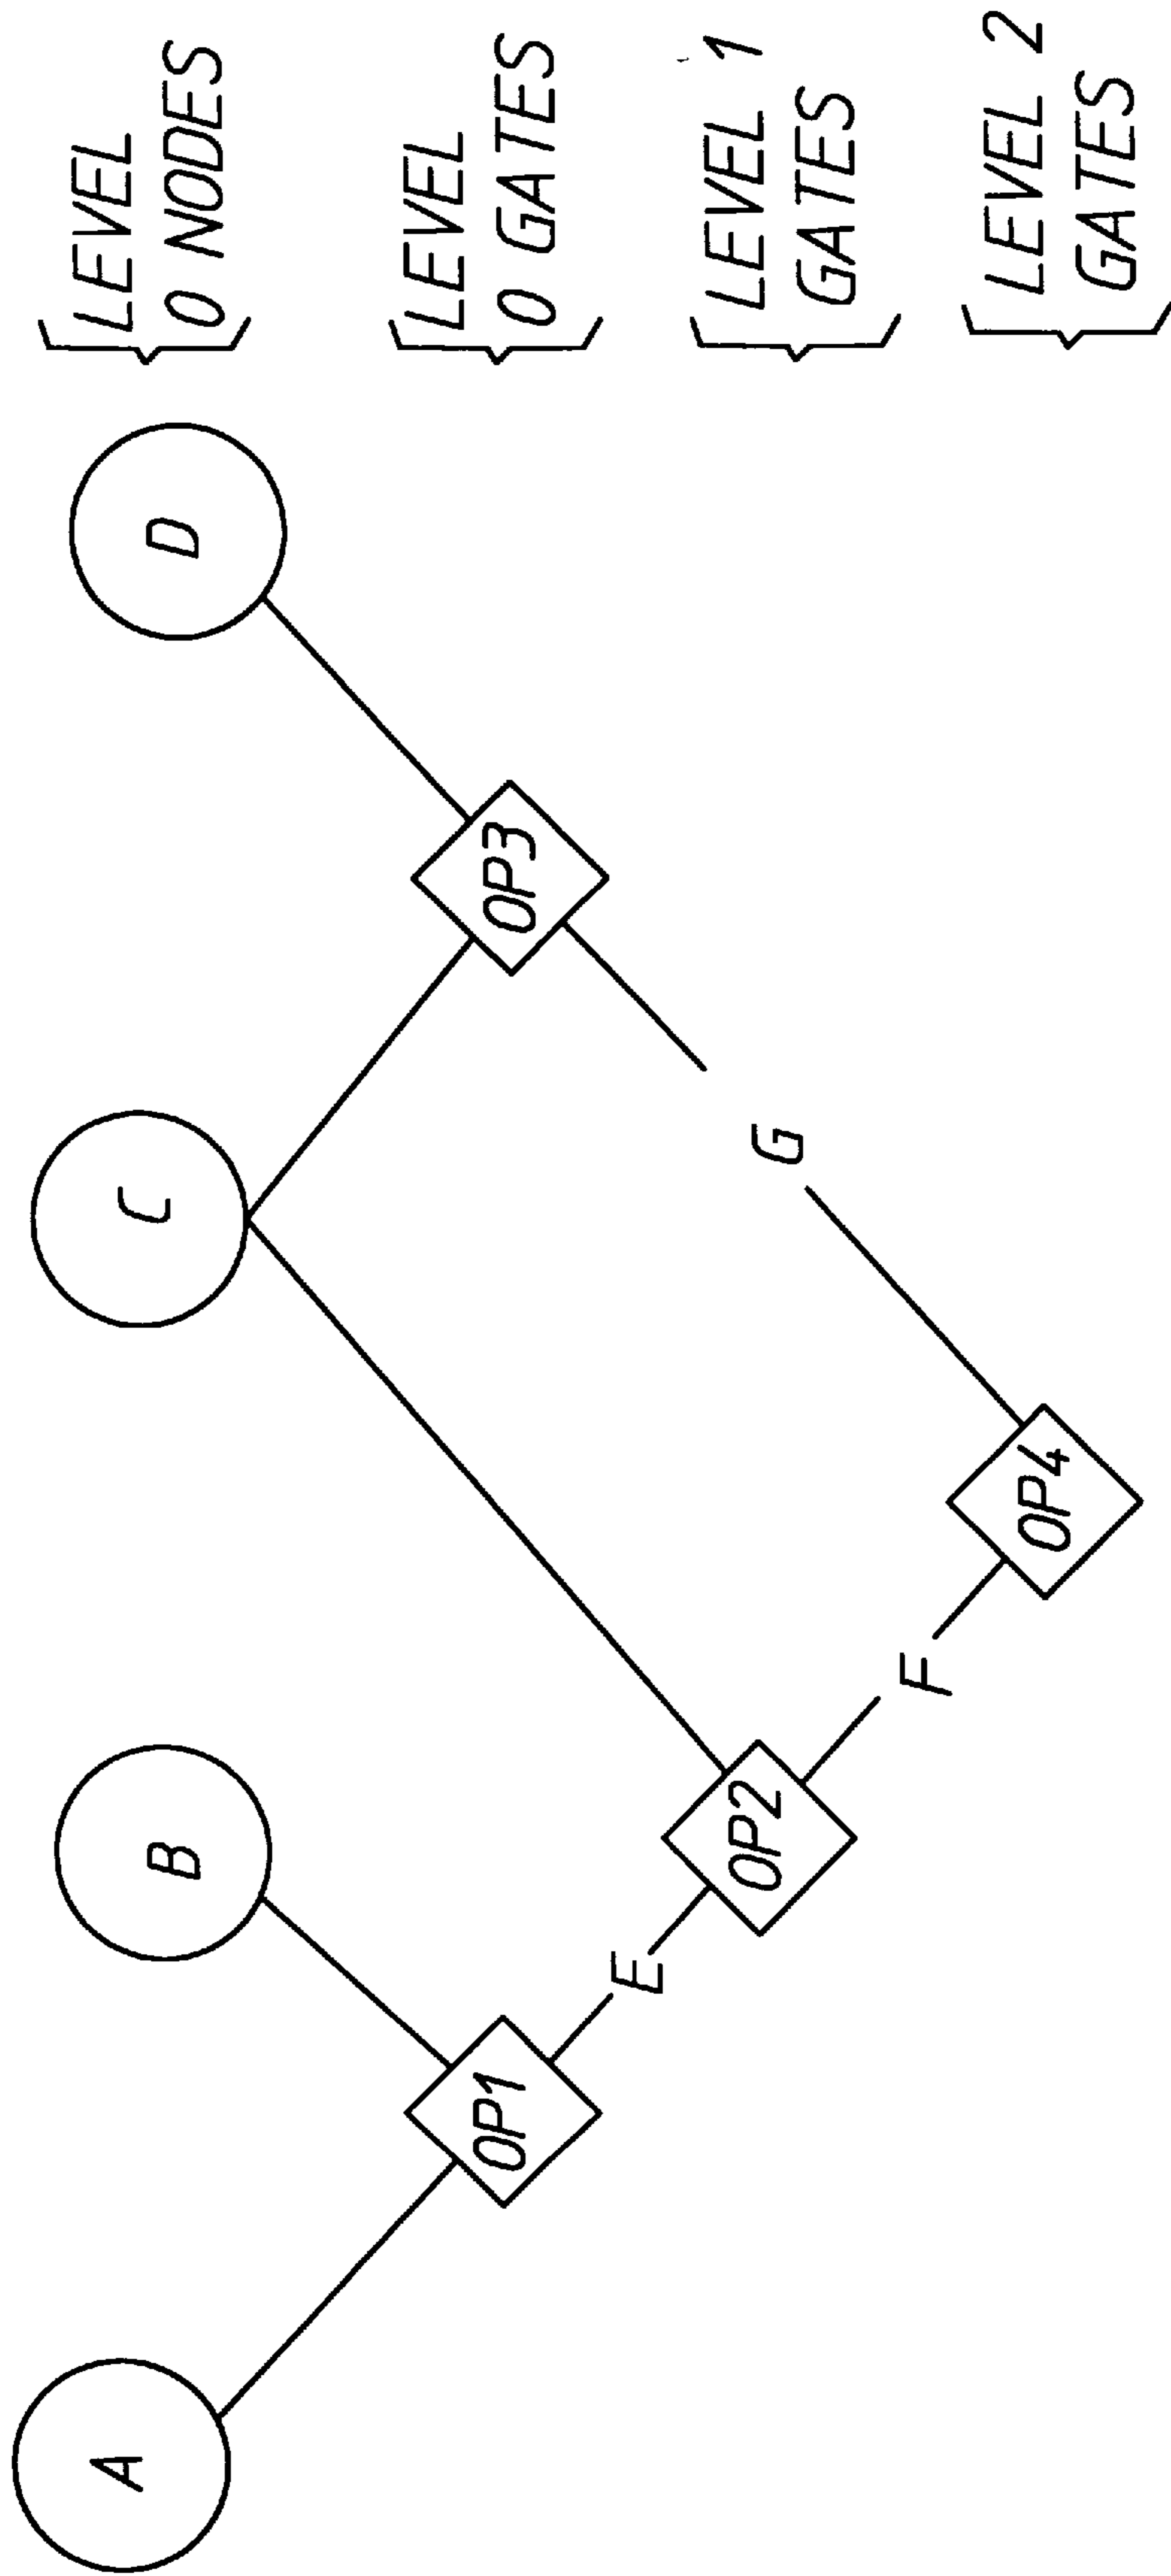 A
B
C
D
LEVEL
0 NODES
OP1
OP3
LEVEL
0 GATES
E
G
OP2
LEVEL 1
GATES
F
OP4
LEVEL 2
GATES